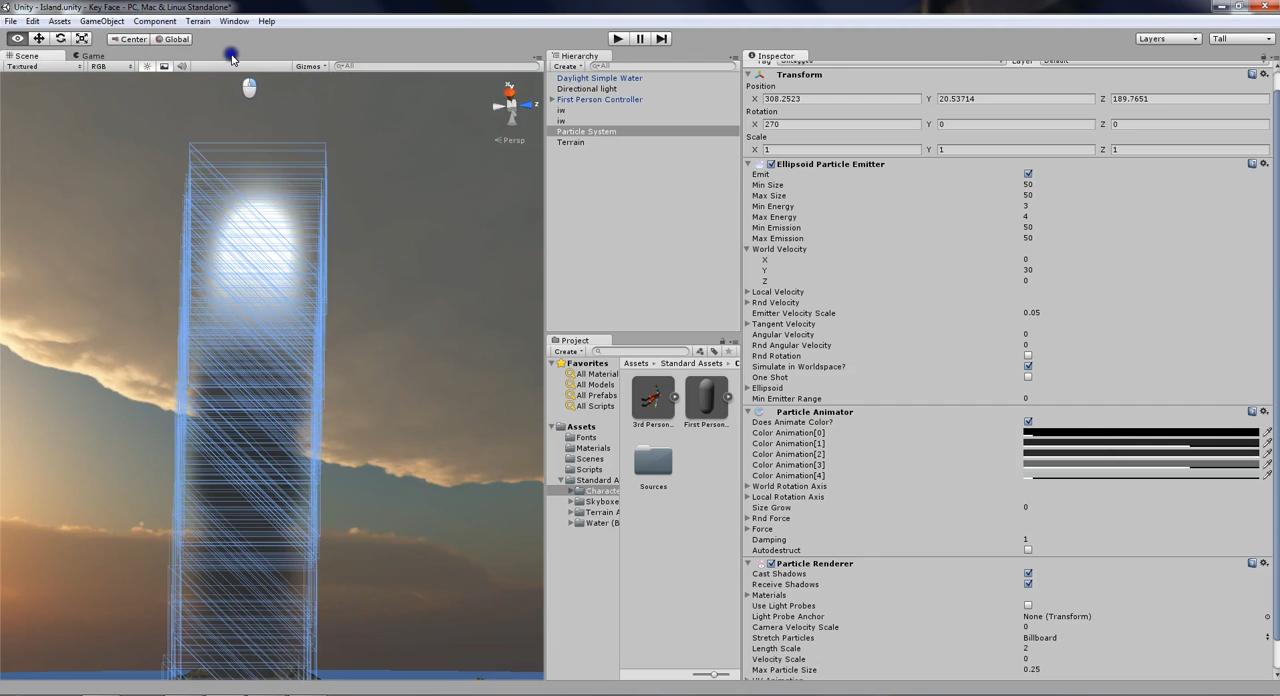 Unity - Island.unity - Key Face - PC, Mac & Linux Standalone*
File Edit Assets GameObject Component Terrain Window Help
Center Global Layers Tall
Scene Game
Textured RGB Gizmos All
Persp
Hierarchy
Create All
Daylight Simple Water
Directional light
First Person Controller
iw
iw
Particle System
Terrain
Project
Create
Favorites
All Material
All Models
All Prefabs
All Scripts
Assets
Fonts
Materials
Scenes
Scripts
Standard A
Characte
Skyboxe
Terrain A
Water (B
Assets Standard Assets C
3rd Person... First Person...
Sources
Inspector
Transform
Position
X 308.2523 Y 20.53714 Z 189.7651
Rotation
X 270 Y 0 Z 0
Scale
X 1 Y 1 Z 1
Ellipsoid Particle Emitter
Emit
Min Size 50
Max Size 50
Min Energy 3
Max Energy 4
Min Emission 50
Max Emission 50
World Velocity
X 0
Y 30
Z 0
Local Velocity
Rnd Velocity
Emitter Velocity Scale 0.05
Tangent Velocity
Angular Velocity 0
Rnd Angular Velocity 0
Rnd Rotation
Simulate in Worldspace?
One Shot
Ellipsoid
Min Emitter Range 0
Particle Animator
Does Animate Color?
Color Animation[0]
Color Animation[1]
Color Animation[2]
Color Animation[3]
Color Animation[4]
World Rotation Axis
Local Rotation Axis
Size Grow 0
Rnd Force
Force
Damping 1
Autodestruct
Particle Renderer
Cast Shadows
Receive Shadows
Materials
Use Light Probes
Light Probe Anchor None (Transform)
Camera Velocity Scale 0
Stretch Particles Billboard
Length Scale 2
Velocity Scale 0
Max Particle Size 0.25